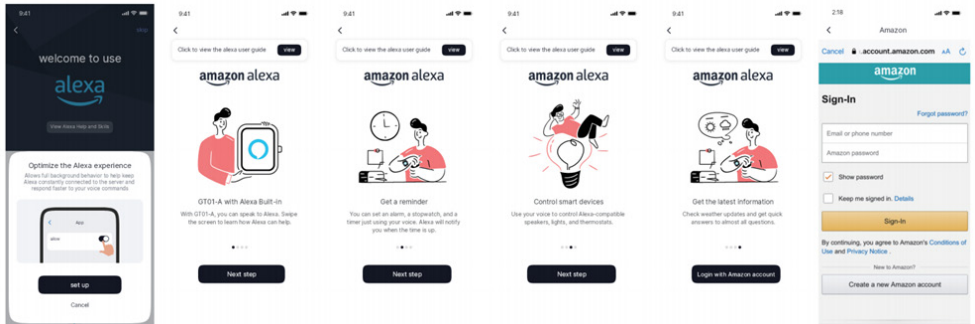 9:41
skip
welcome to use
alexa
View Alexa Help and Skills
Optimize the Alexa experience
Allows full background behavior to help keep
Alexa constantly connected to the server and
respond faster to your voice commands
App
alexa
set up
Cancel
9:41
Click to view the alexa user guide
view
amazon alexa
GT01-A with Alexa Built-in
With GT01-A, you can speak to Alexa. Swipe
the screen to learn how Alexa can help.
Next step
9:41
Click to view the alexa user guide
view
amazon alexa
Get a reminder
You can set an alarm, a stopwatch, and a
timer just using your voice. Alexa will notify
you when the time is up.
Next step
9:41
Click to view the alexa user guide
view
amazon alexa
Control smart devices
Use your voice to control Alexa-compatible
speakers, lights, and thermostats.
Next step
9:41
Click to view the alexa user guide
view
amazon alexa
Get the latest information
Check weather updates and get quick
answers to almost all questions.
Login with Amazon account
2:18
Amazon
Cancel
.account.amazon.com
AA
amazon
Sign-In
Forgot password?
Email or phone number
Amazon password
Show password
Keep me signed in. Details
Sign-In
By continuing, you agree to Amazon's Conditions of
Use and Privacy Notice .
New to Amazon?
Create a new Amazon account